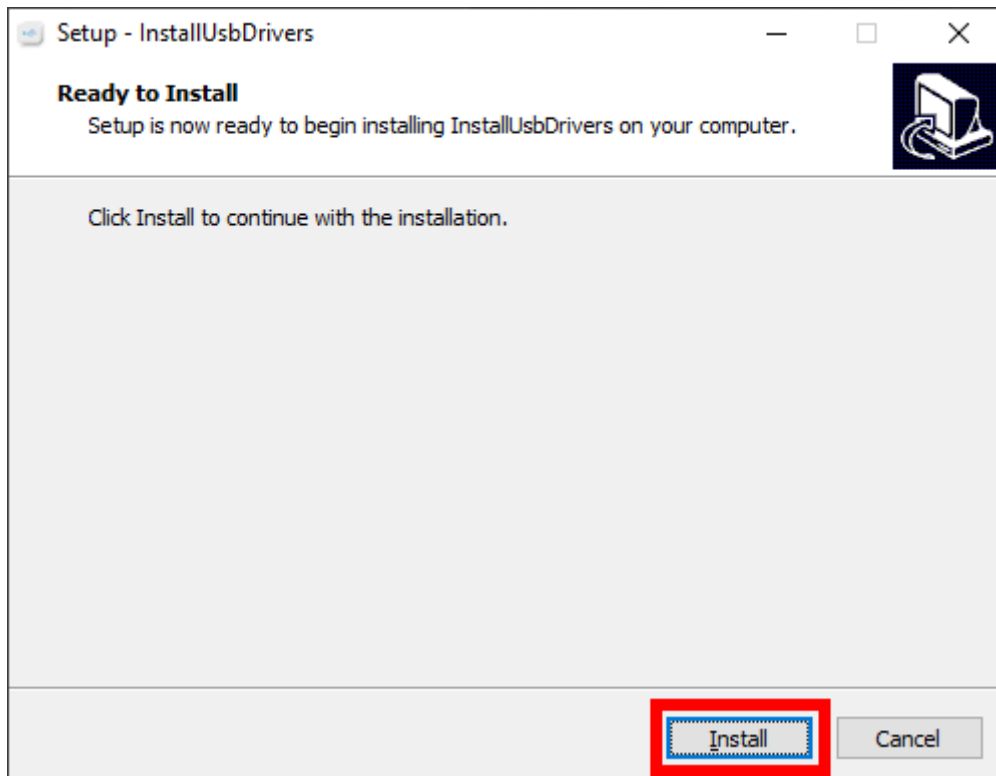 Setup - InstallUsbDrivers
Ready to Install
Setup is now ready to begin installing InstallUsbDrivers on your computer.
Click Install to continue with the installation.
Install
Cancel